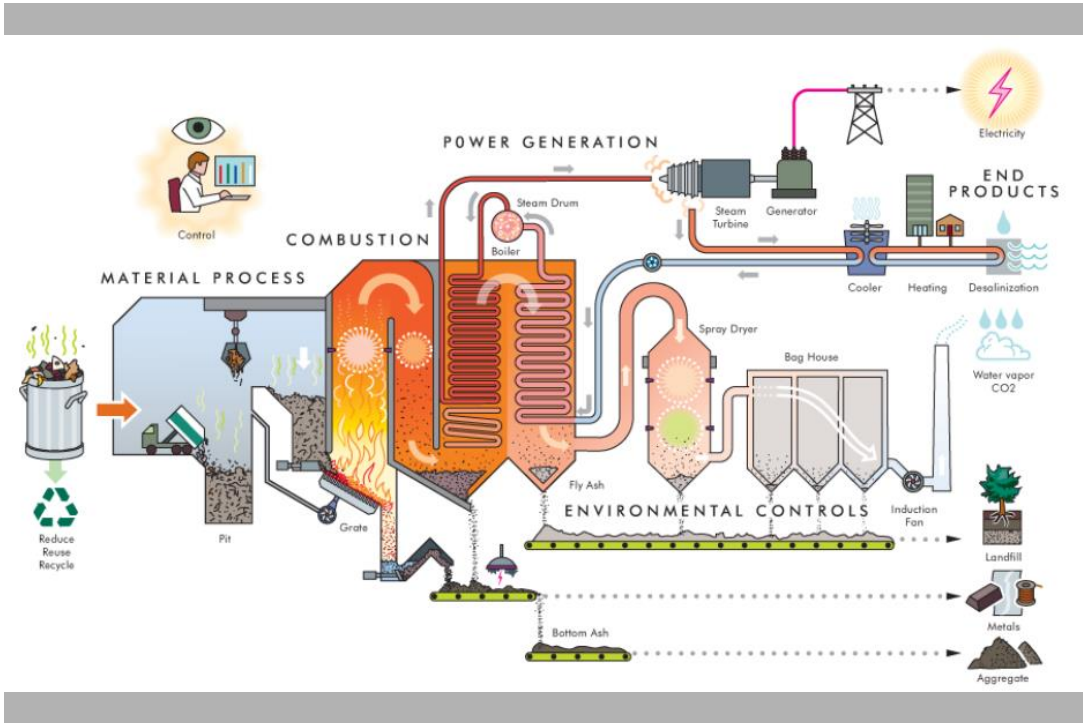 POWER GENERATION
Electricity
END
PRODUCTS
Control
COMBUSTION
Steam Drum
Boiler
Steam
Turbine
Generator
MATERIAL PROCESS
Cooler
Heating
Desalinization
Spray Dryer
Bag House
Water vapor
CO2
Reduce
Reuse
Recycle
Pit
Grate
Fly Ash
ENVIRONMENTAL CONTROLS
Induction
Fan
Landfill
Metals
Bottom Ash
Aggregate